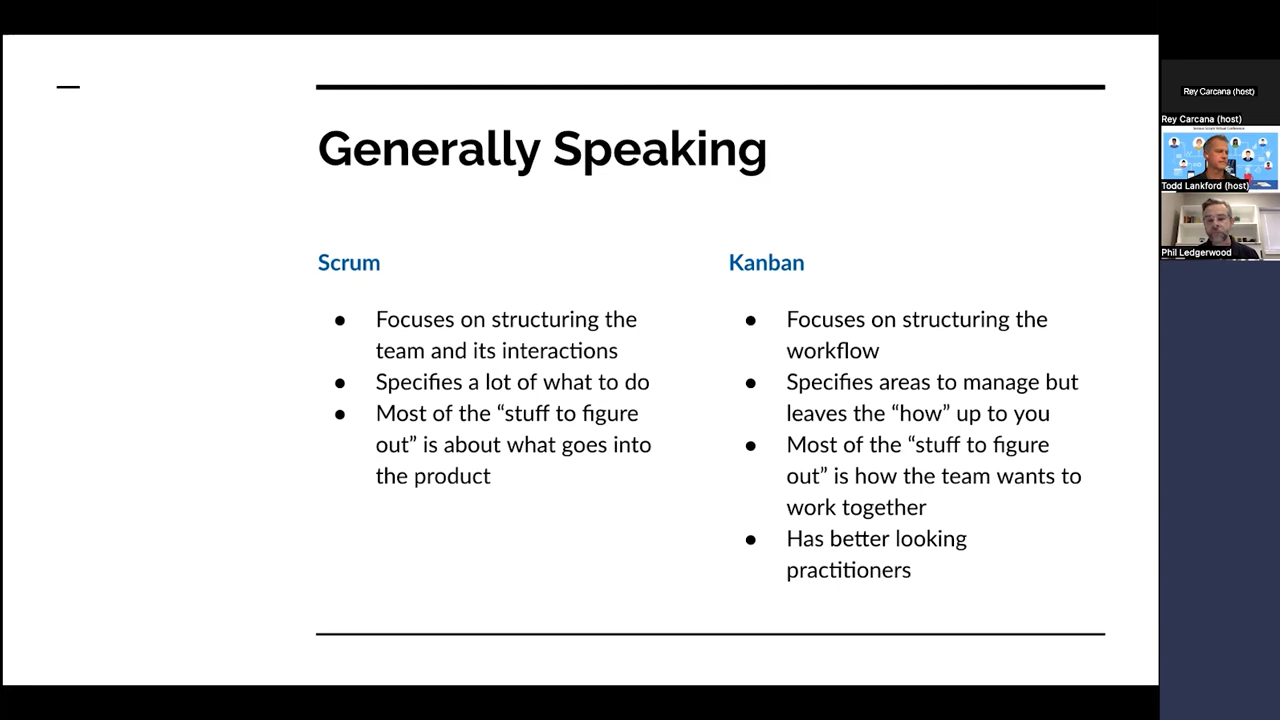 Generally Speaking
Scrum
● Focuses on structuring the
team and its interactions
● Specifies a lot of what to do
● Most of the “stuff to figure
out” is about what goes into
the product
Kanban
● Focuses on structuring the
workflow
● Specifies areas to manage but
leaves the “how” up to you
● Most of the “stuff to figure
out” is how the team wants to
work together
● Has better looking
practitioners
Rey Carcana (host)
Rey Carcana (host)
Serious Scrum Virtual Conference
Todd Lankford (host)
Phil Ledgerwood